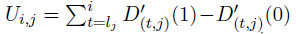 U_{i,j} = \sum_{t=l_j}^{i} D'_{(t,j)}(1) - D'_{(t,j)}(0)